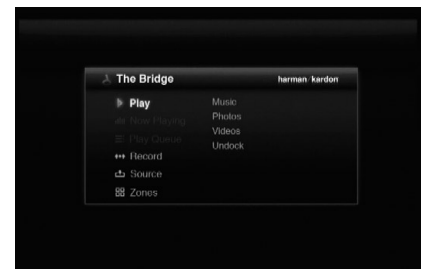 The Bridge harman/kardon
Play
Now Playing
Play Queue
Record
Source
Zones
Music
Photos
Videos
Undock